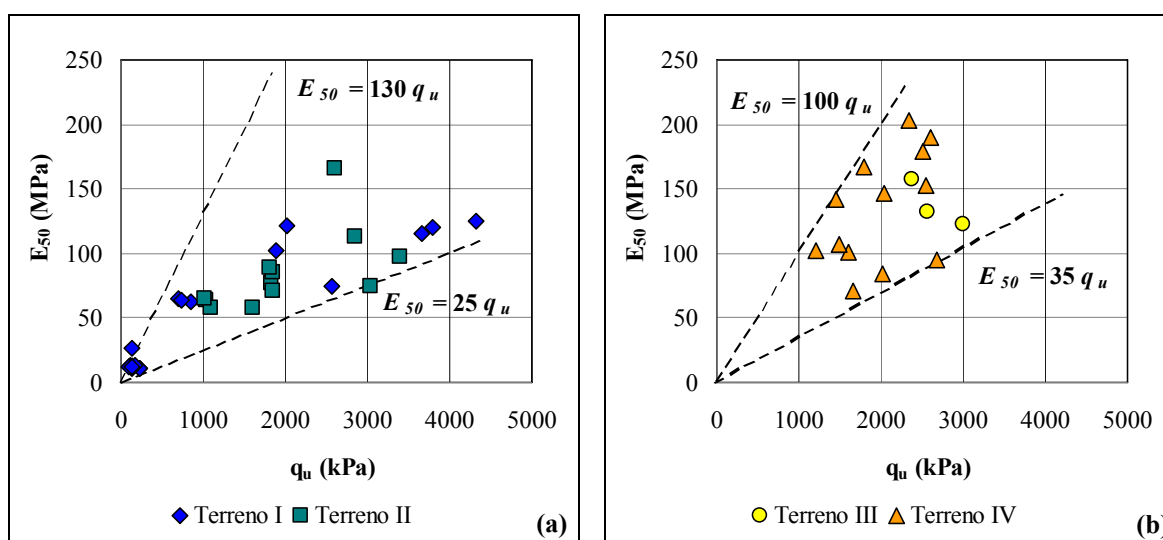 250
200
150
100
50
0
E50 (MPa)
E 50 = 130 q u
E 50 = 25 q u
0 1000 2000 3000 4000 5000
qu (kPa)
Terreno I Terreno II
(a)
250
200
150
100
50
0
E50 (MPa)
E 50 = 100 q u
E 50 = 35 q u
0 1000 2000 3000 4000 5000
qu (kPa)
Terreno III Terreno IV
(b)